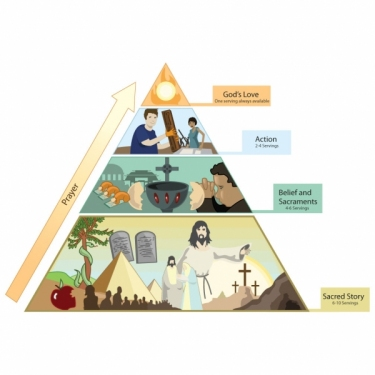 God's Love
One serving always available
Action
2-4 Servings
Prayer
Belief and
Sacraments
4-6 Servings
Sacred Story
8-10 Servings